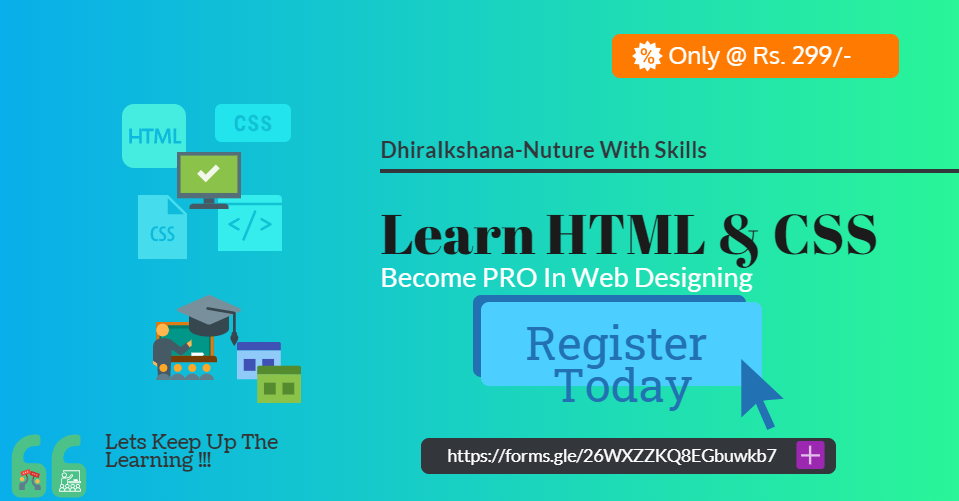 Only @ Rs. 299/-
HTML
CSS
CSS
</>
Dhiralkshana-Nuture With Skills
Learn HTML & CSS
Become PRO In Web Designing
Register
Today
Lets Keep Up The
Learning !!!
https://forms.gle/26WXZZKQ8EGbuwkb7